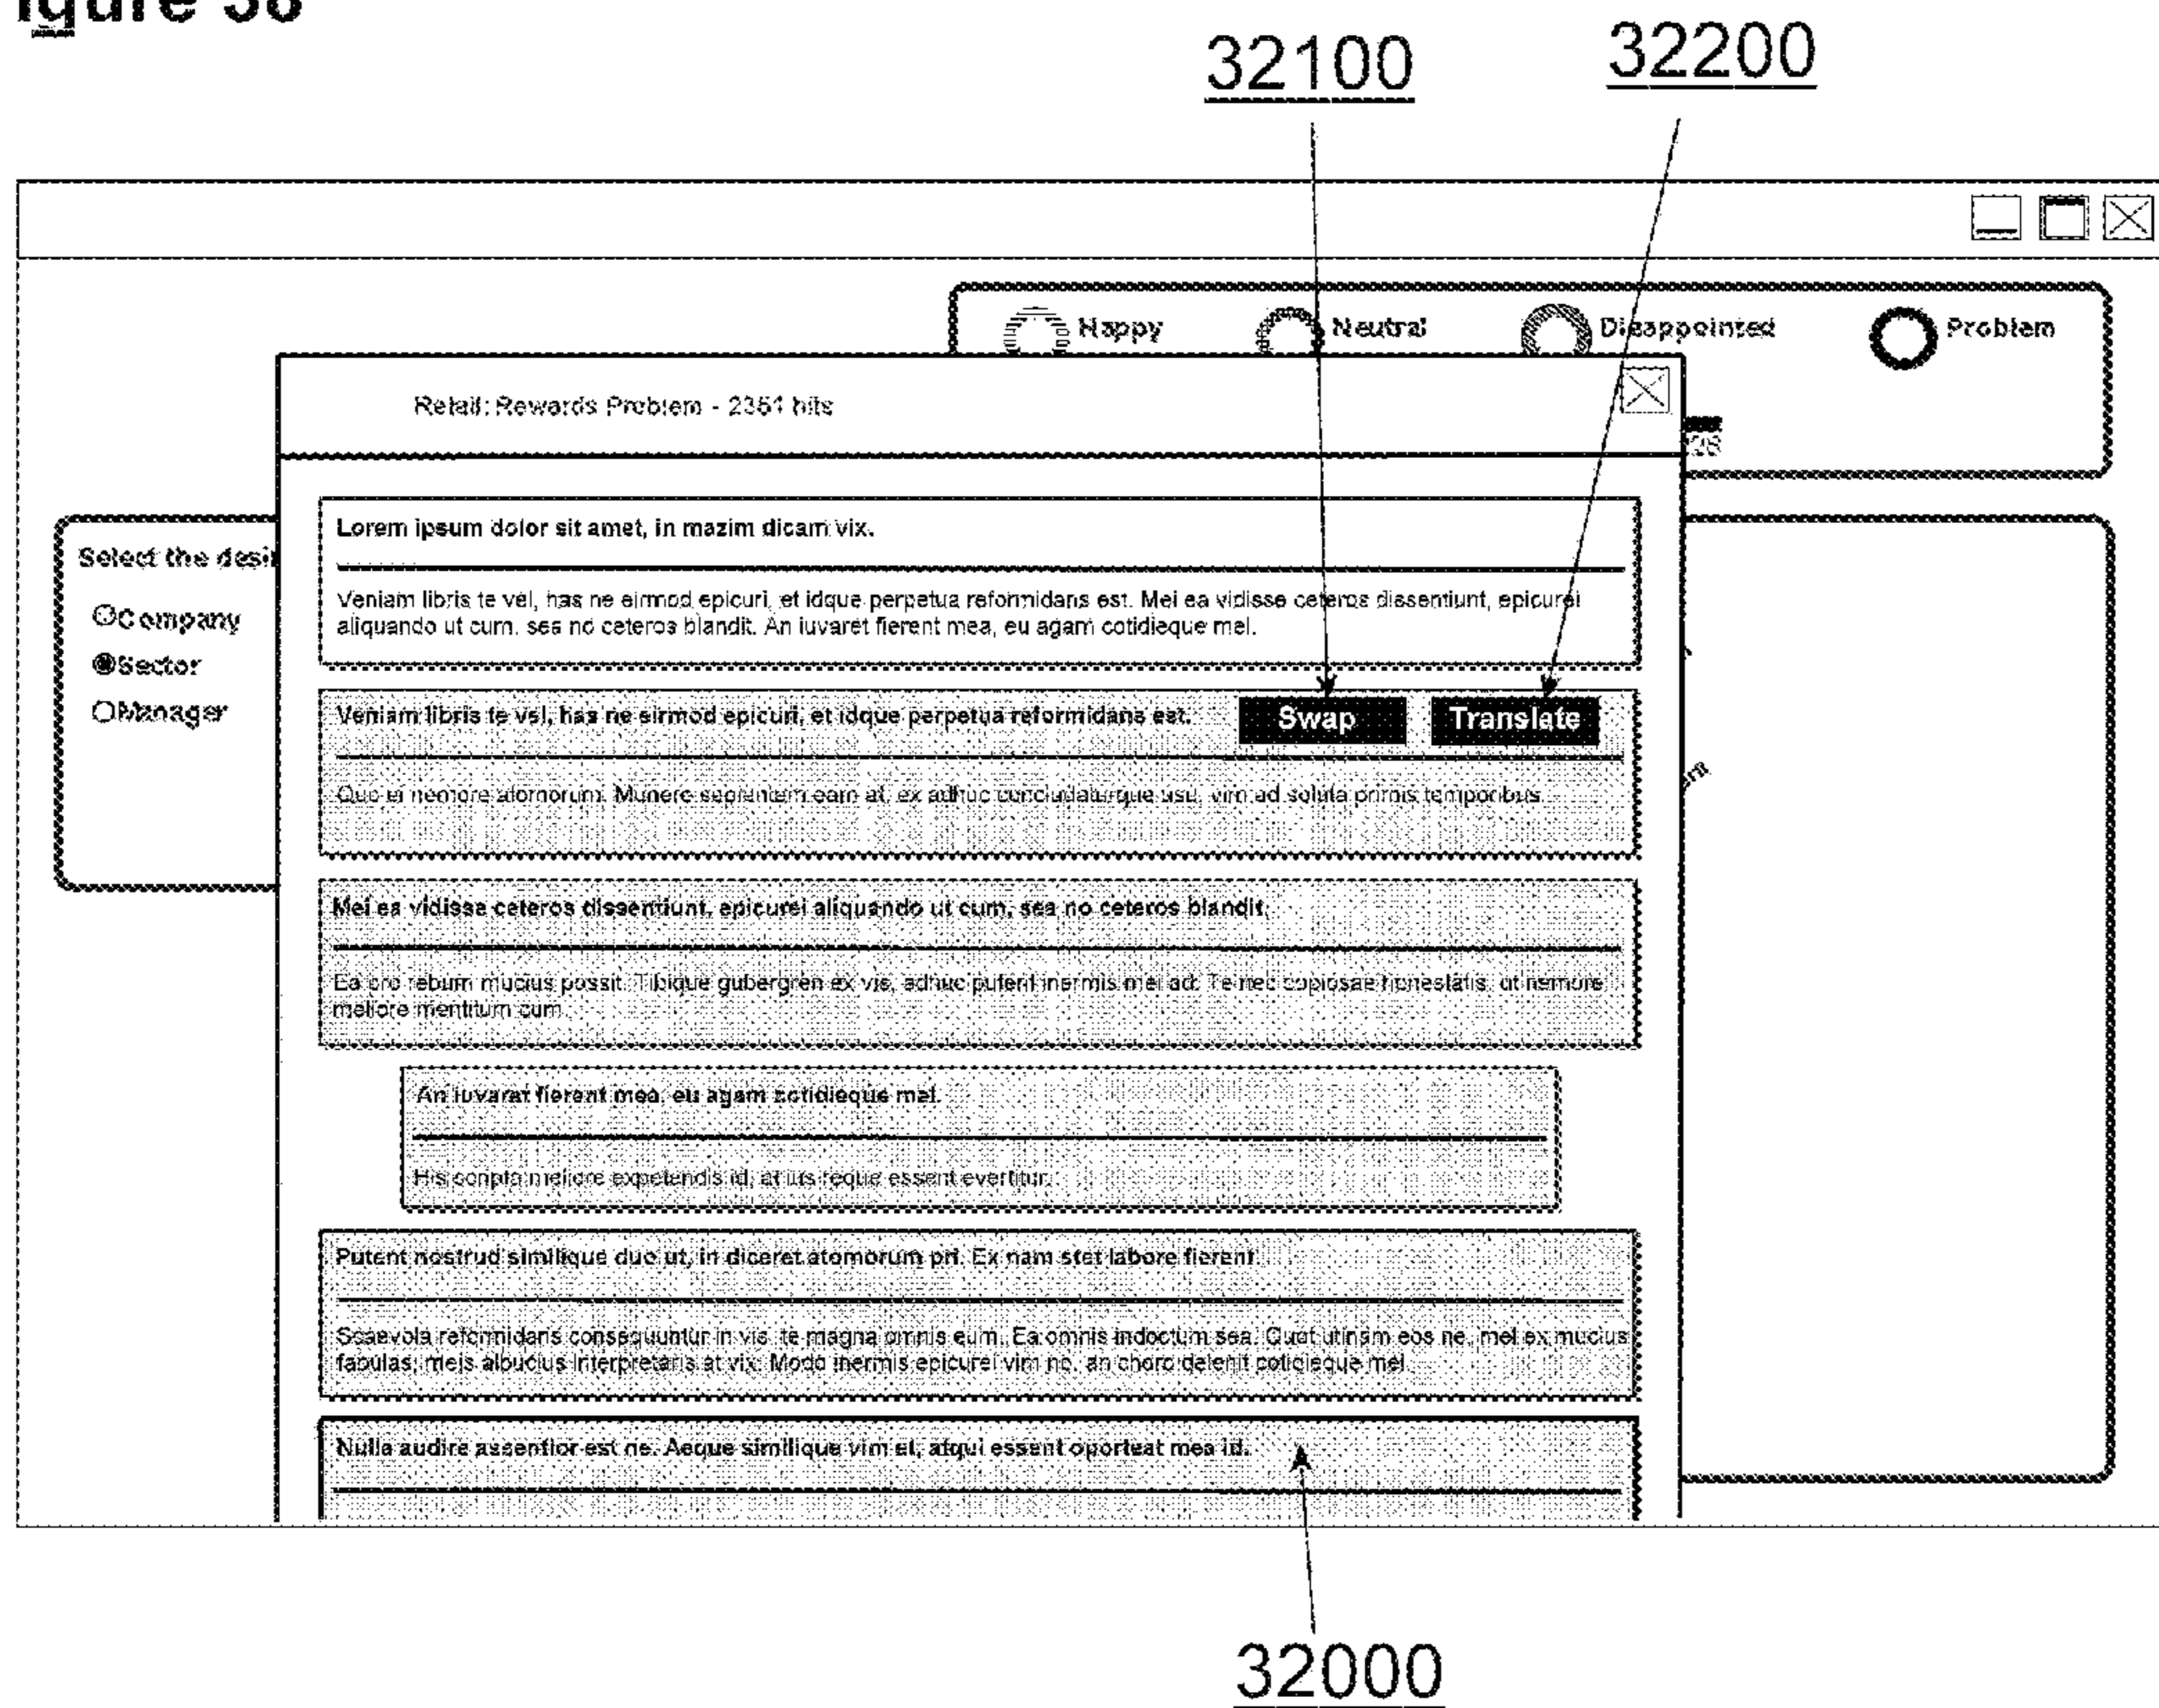 igure 38
32100
32200
Happy
Neutral
Disappointed
Problem
Retail: Rewards Problem - 2351 hits
26
Lorem ipsum dolor sit amet, in mazim dicam vix.
Select the desi
Company
Sector
Manager
Veniam libris te vel, has ne eirmod epicuri, et idque perpetua reformidans est. Mei ea vidisse ceteros dissentiunt, epicurei
aliquando ut cum, sea no ceteros blandit. An iuvaret fierent mea, eu agam cotidieque mel.
Veniam libris te vel, has ne eirmod epicuri, et idque perpetua reformidans est.
Swap
Translate
Quo ei nemore atomorum. Munere sapientem eam at, ex adhuc concludaturque usu, vim ad soluta primis temporibus.
Mei ea vidisse ceteros dissentiunt, epicurei aliquando ut cum, sea no ceteros blandit.
Ea pro rebum mucius possit. Tibique gubergren ex vis, adhuc putent inermis mei ad. Te nec copiosae honestatis, ut nemore
meliore mentitum cum.
An iuvaret fierent mea, eu agam cotidieque mel.
His scripta meliore expetendis id, at ius reque essent evertitur.
Putent nostrud similique duo ut, in diceret atomorum pri. Ex nam stet labore fierent.
Scaevola reformidans consequuntur in vis, te magna omnis eum. Ea omnis indoctum sea. Quot utinam eos ne, mel ex mucius
fabulas, meis albucius interpretaris at vix. Modo inermis epicurei vim no, an choro delenit cotidieque mel.
Nulla audire assentior est ne. Aeque similique vim et, atqui essent oporteat mea id.
32000